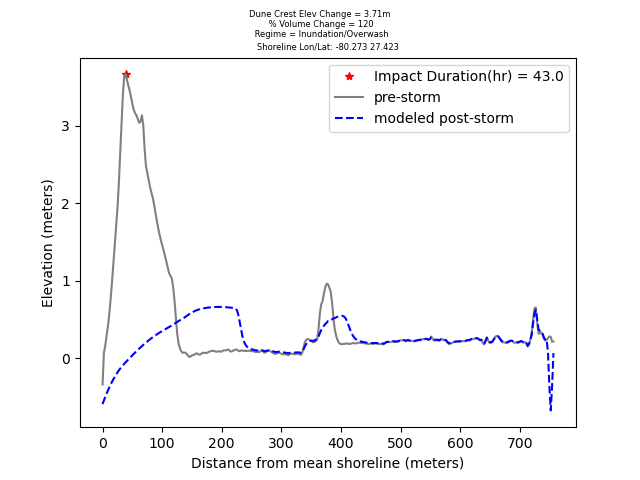 Dune Crest Elev Change = 3.71m
% Volume Change = 120
Regime = Inundation/Overwash
Shoreline Lon/Lat: -80.273 27.423
Impact Duration(hr) = 43.0
pre-storm
modeled post-storm
3
2
1
0
Elevation (meters)
0 100 200 300 400 500 600 700
Distance from mean shoreline (meters)